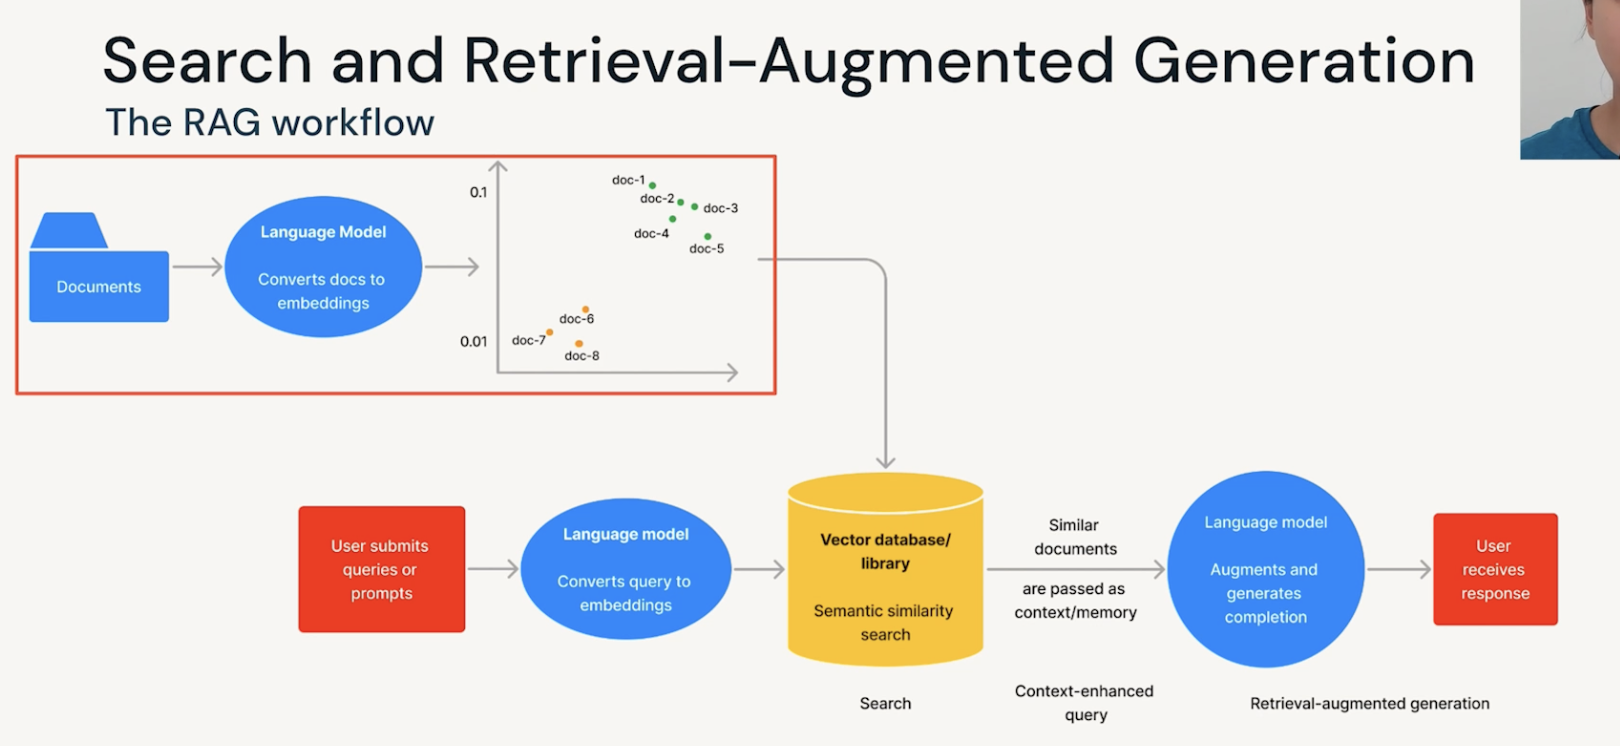 Search and Retrieval-Augmented Generation
The RAG workflow
Documents
Language Model
Converts docs to
embeddings
0.1
0.01
doc-1
doc-2
doc-3
doc-4
doc-5
doc-6
doc-7
doc-8
User submits
queries or
prompts
Language model
Converts query to
embeddings
Vector database/
library
Semantic similarity
search
Search
Similar
documents
are passed as
context/memory
Context-enhanced
query
Language model
Augments and
generates
completion
Retrieval-augmented generation
User
receives
response